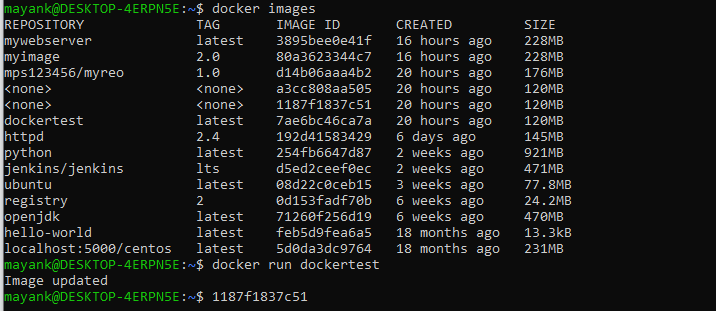 mayank@DESKTOP-4ERPN5E:~$ docker images
REPOSITORY TAG IMAGE ID CREATED SIZE
mywebserver latest 3895bee0e41f 16 hours ago 228MB
myimage 2.0 80a3623344c7 16 hours ago 228MB
mps123456/myreo 1.0 d14b06aaa4b2 20 hours ago 176MB
<none> <none> a3cc808aa505 20 hours ago 120MB
<none> <none> 1187f1837c51 20 hours ago 120MB
dockertest latest 7ae6bc46ca7a 20 hours ago 120MB
httpd 2.4 192d41583429 6 days ago 145MB
python latest 254fb6647d87 2 weeks ago 921MB
jenkins/jenkins lts d5ed2ceef0ec 2 weeks ago 471MB
ubuntu latest 08d22c0ceb15 3 weeks ago 77.8MB
registry 2 0d153fadf70b 6 weeks ago 24.2MB
openjdk latest 71260f256d19 6 weeks ago 470MB
hello-world latest feb5d9fea6a5 18 months ago 13.3kB
localhost:5000/centos latest 5d0da3dc9764 18 months ago 231MB
mayank@DESKTOP-4ERPN5E:~$ docker run dockertest
Image updated
mayank@DESKTOP-4ERPN5E:~$ 1187f1837c51